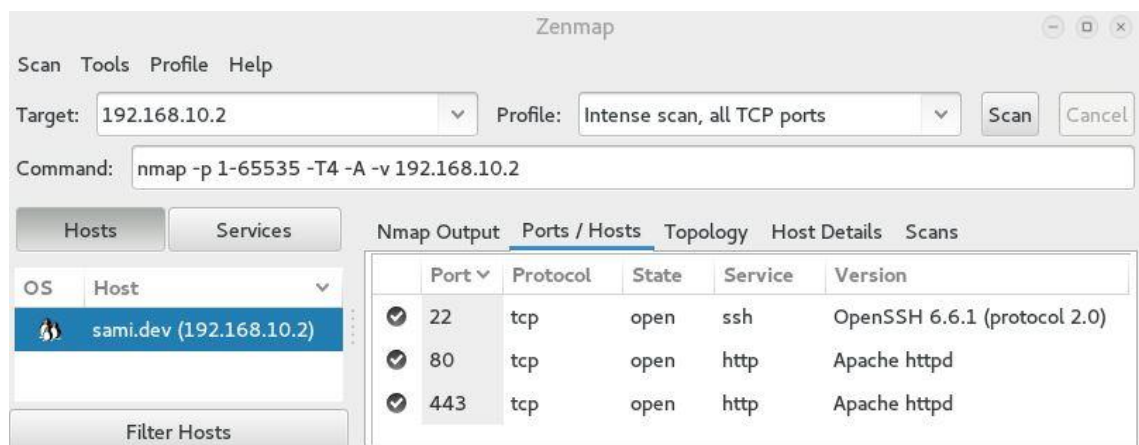 Zenmap
Scan Tools Profile Help
Target: 192.168.10.2 Profile: Intense scan, all TCP ports Scan Cancel
Command: nmap -p 1-65535 -T4 -A -v 192.168.10.2
Hosts Services Nmap Output Ports / Hosts Topology Host Details Scans
OS Host Port Protocol State Service Version
sami.dev (192.168.10.2) 22 tcp open ssh OpenSSH 6.6.1 (protocol 2.0)
80 tcp open http Apache httpd
443 tcp open http Apache httpd
Filter Hosts